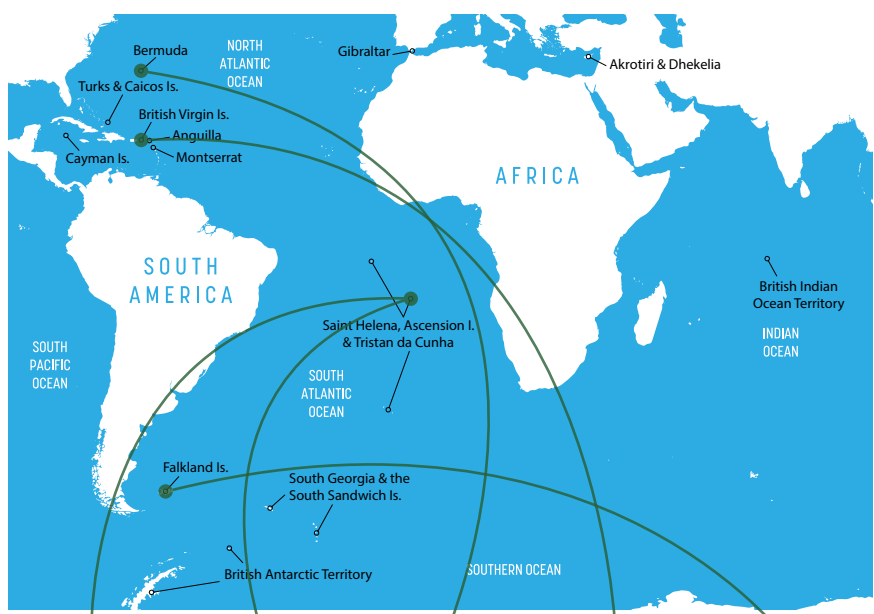 Bermuda
NORTH
ATLANTIC
OCEAN
Gibraltar
Akrotiri & Dhekelia
Turks & Caicos Is.
British Virgin Is.
Anguilla
Cayman Is.
Montserrat
AFRICA
SOUTH
AMERICA
British Indian
Ocean Territory
Saint Helena, Ascension I.
& Tristan da Cunha
INDIAN
OCEAN
SOUTH
PACIFIC
OCEAN
SOUTH
ATLANTIC
OCEAN
Falkland Is.
South Georgia & the
South Sandwich Is.
British Antarctic Territory
SOUTHERN OCEAN